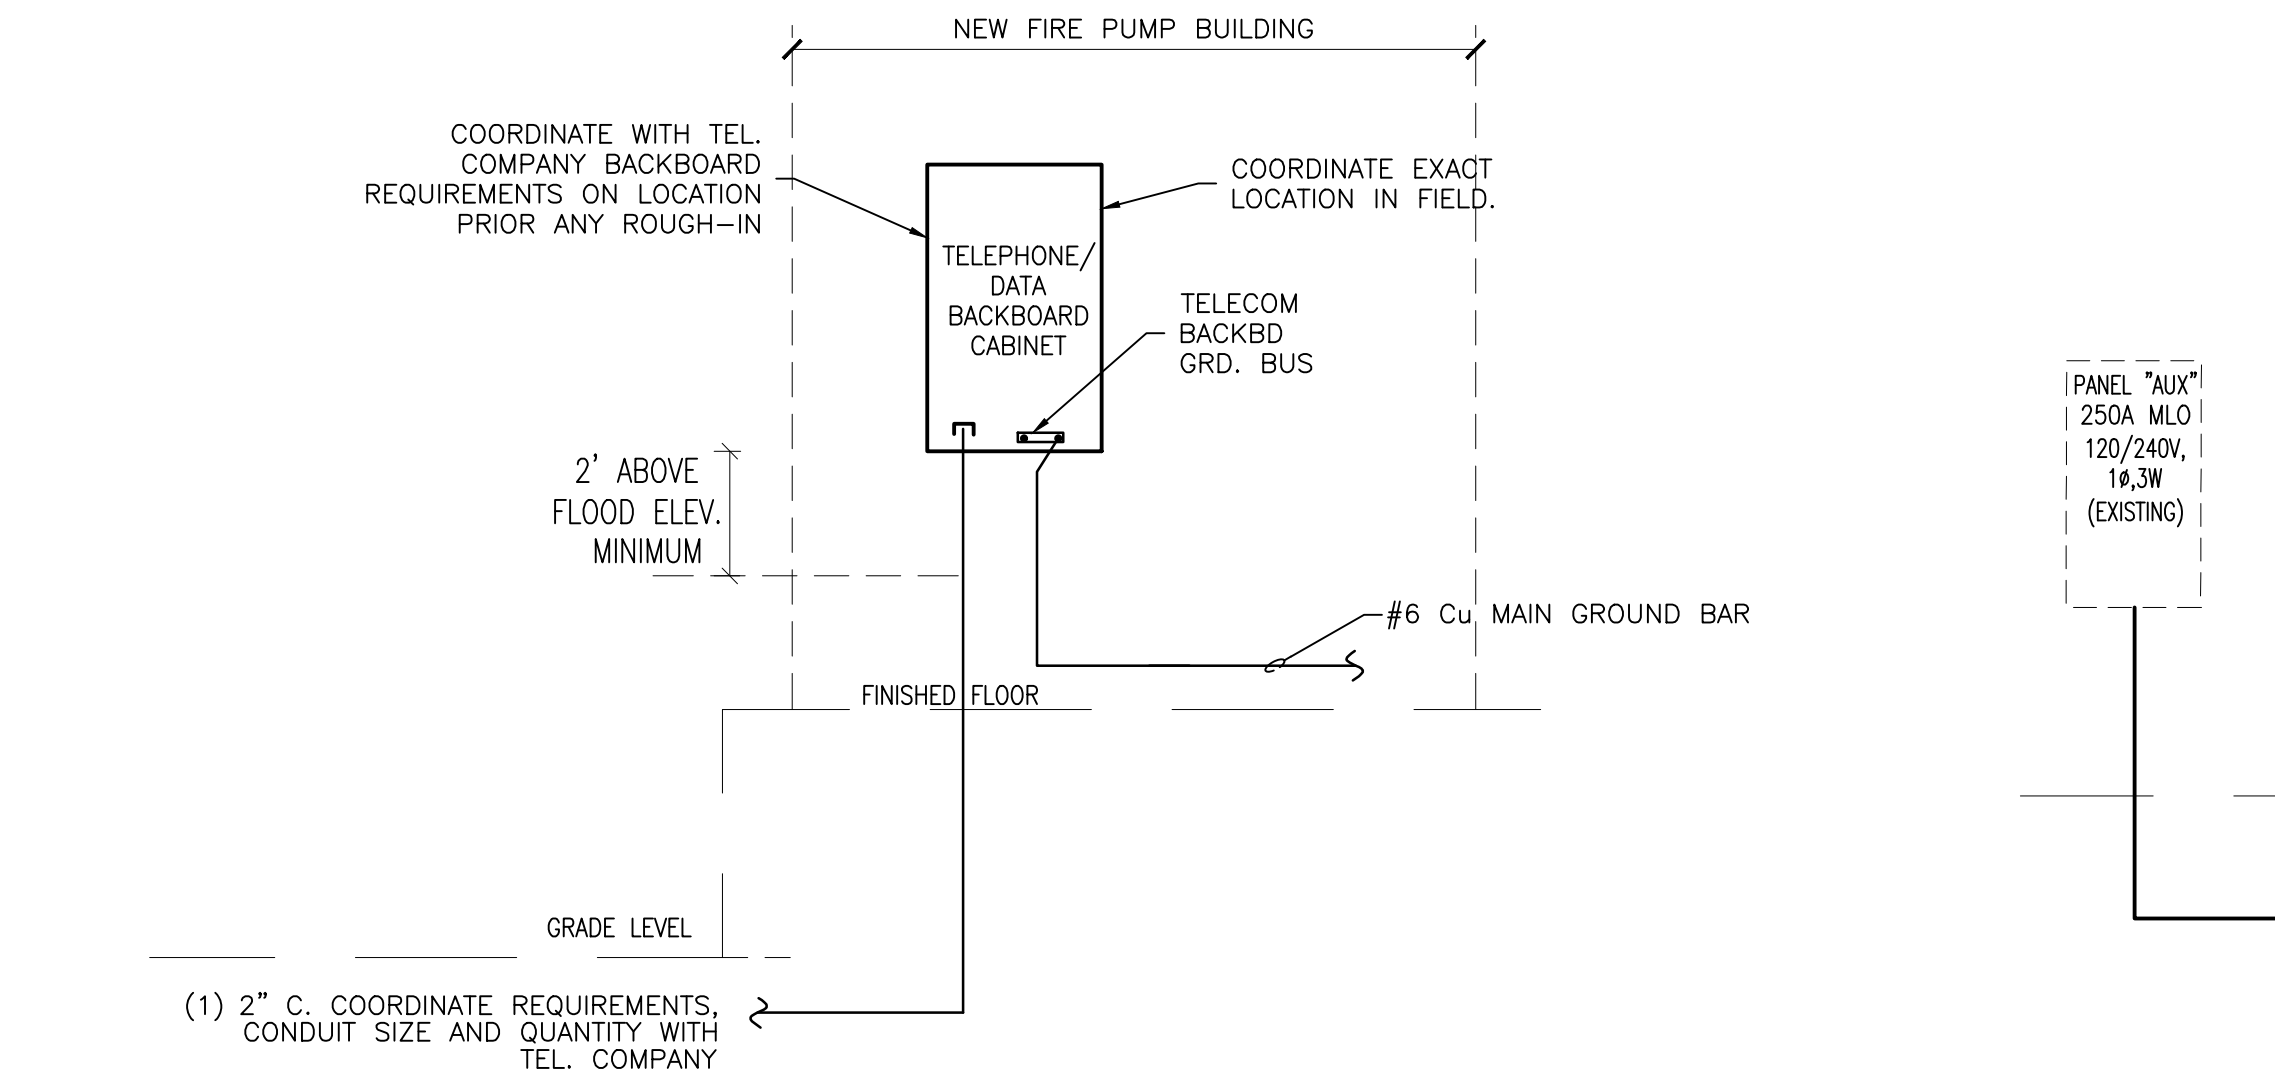 NEW FIRE PUMP BUILDING
COORDINATE WITH TEL.
COMPANY BACKBOARD
REQUIREMENTS ON LOCATION
PRIOR ANY ROUGH-IN
COORDINATE EXACT
LOCATION IN FIELD.
TELEPHONE/
DATA
BACKBOARD
CABINET
TELECOM
BACKBD
GRD. BUS
PANEL "AUX"
250A MLO
120/240V,
1ø,3W
(EXISTING)
2' ABOVE
FLOOD ELEV.
MINIMUM
#6 Cu MAIN GROUND BAR
FINISHED FLOOR
GRADE LEVEL
(1) 2" C. COORDINATE REQUIREMENTS,
CONDUIT SIZE AND QUANTITY WITH
TEL. COMPANY